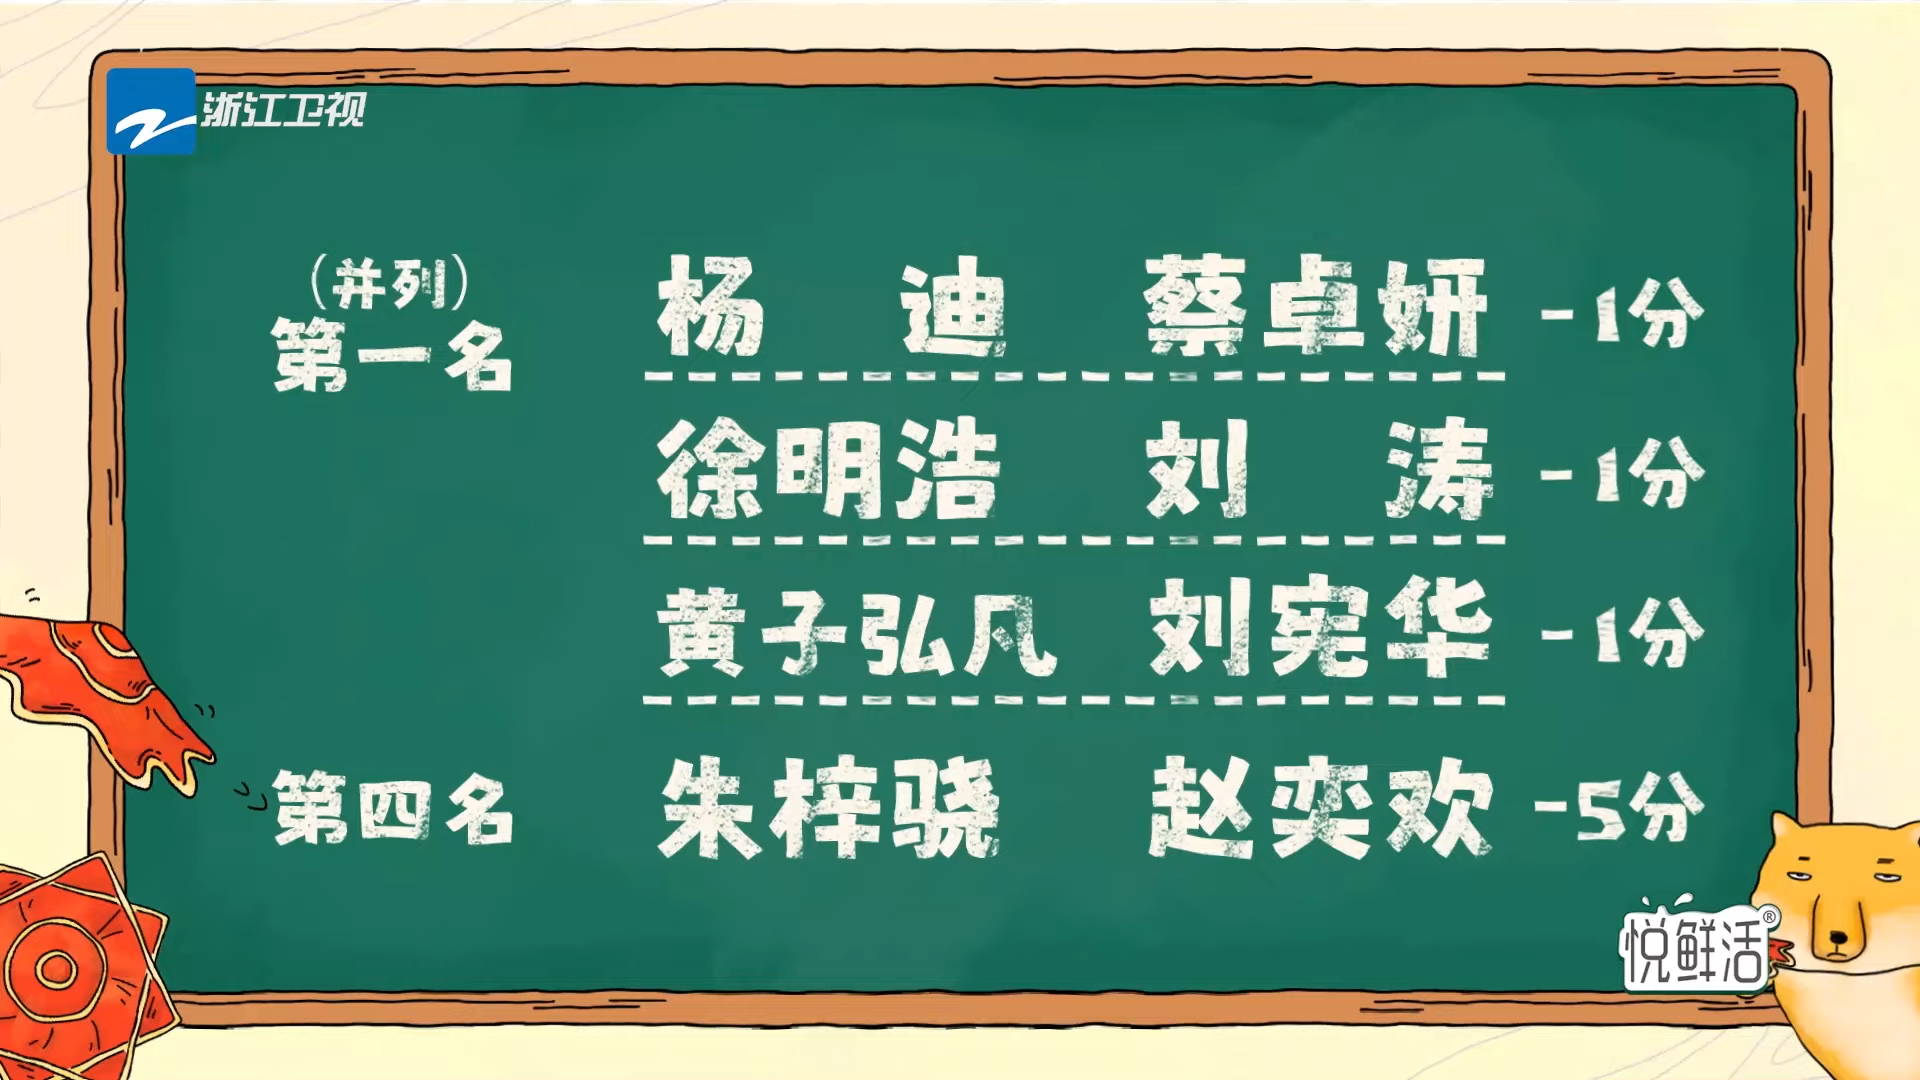 浙江卫视
(并列)
第一名 杨 迪 蔡卓妍 -1分
徐明浩 刘 涛 -1分
黄子弘凡 刘宪华 -1分
第四名 朱梓骁 赵奕欢 -5分
悦鲜活®